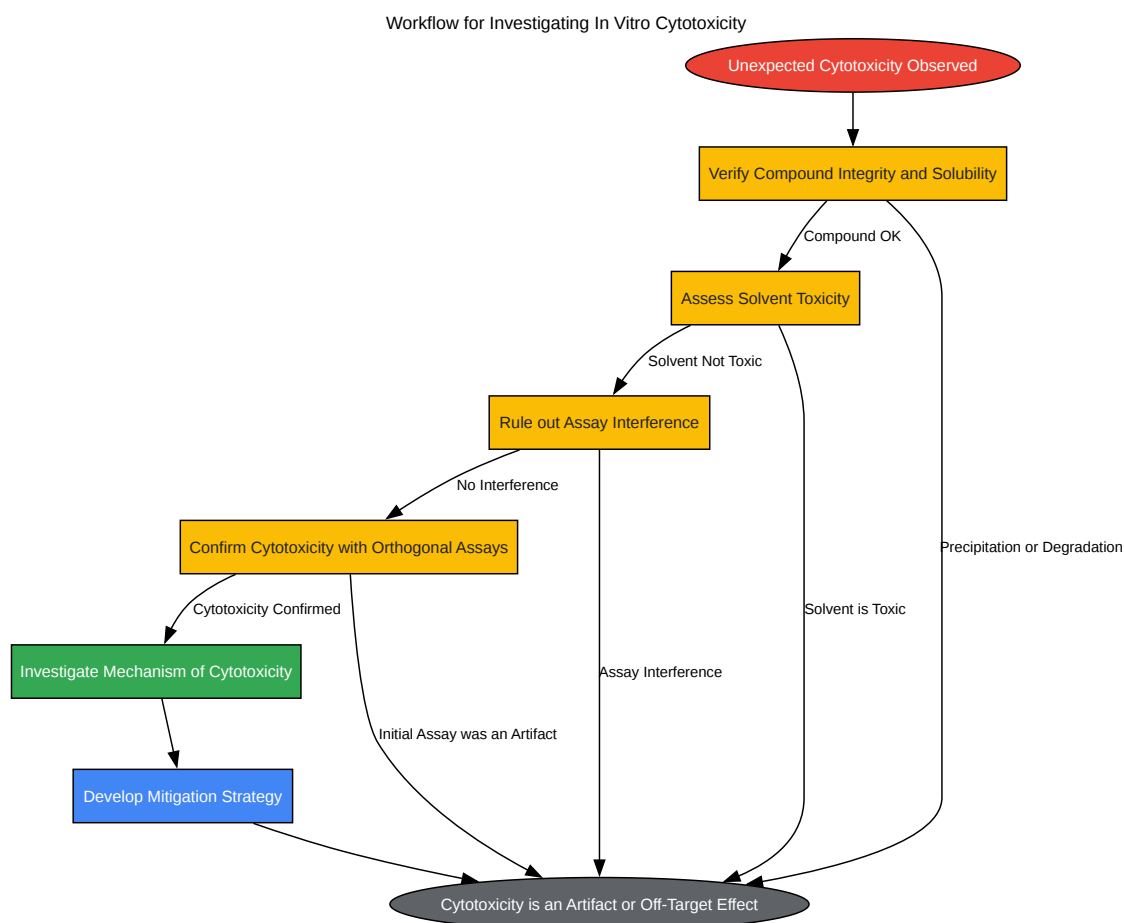 Workflow for Investigating In Vitro Cytotoxicity
Unexpected Cytotoxicity Observed
Verify Compound Integrity and Solubility
Compound OK
Assess Solvent Toxicity
Solvent Not Toxic
Rule out Assay Interference
No Interference
Confirm Cytotoxicity with Orthogonal Assays
Precipitation or Degradation
Cytotoxicity Confirmed
Solvent is Toxic
Investigate Mechanism of Cytotoxicity
Assay Interference
Initial Assay was an Artifact
Develop Mitigation Strategy
Cytotoxicity is an Artifact or Off-Target Effect